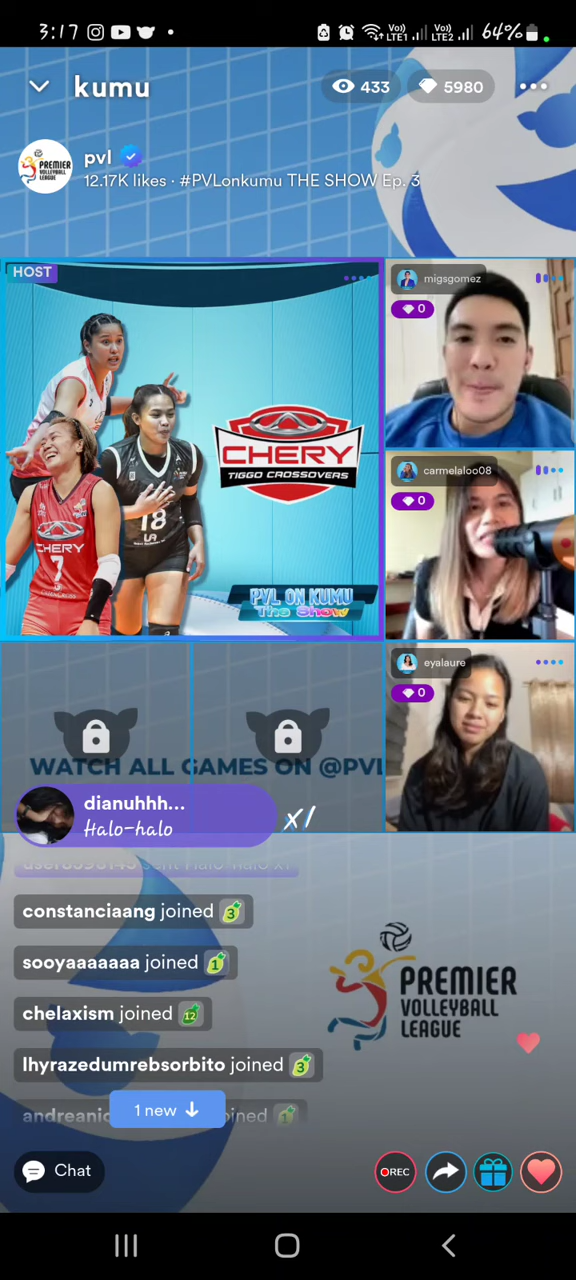 3:17
Vo)) LTE1
Vo)) LTE2
64%
kumu
433
5980
PREMIER VOLLEYBALL LEAGUE
pvl
12.17K likes · #PVLonkumu THE SHOW Ep. 3
HOST
migsgomez
0
CHERY
TIGGO CROSSOVERS
CHERY
7
18
UA
PVL ON KUMU
The Show
carmelaloo08
0
eyalaure
0
WATCH ALL GAMES ON @PVL
dianuhhh...
Halo-halo
x1
constanciaang joined 3
sooyaaaaaaa joined 1
chelaxism joined 12
lhyrazedumrebsorbito joined 3
1 new
PREMIER
VOLLEYBALL
LEAGUE
Chat
REC